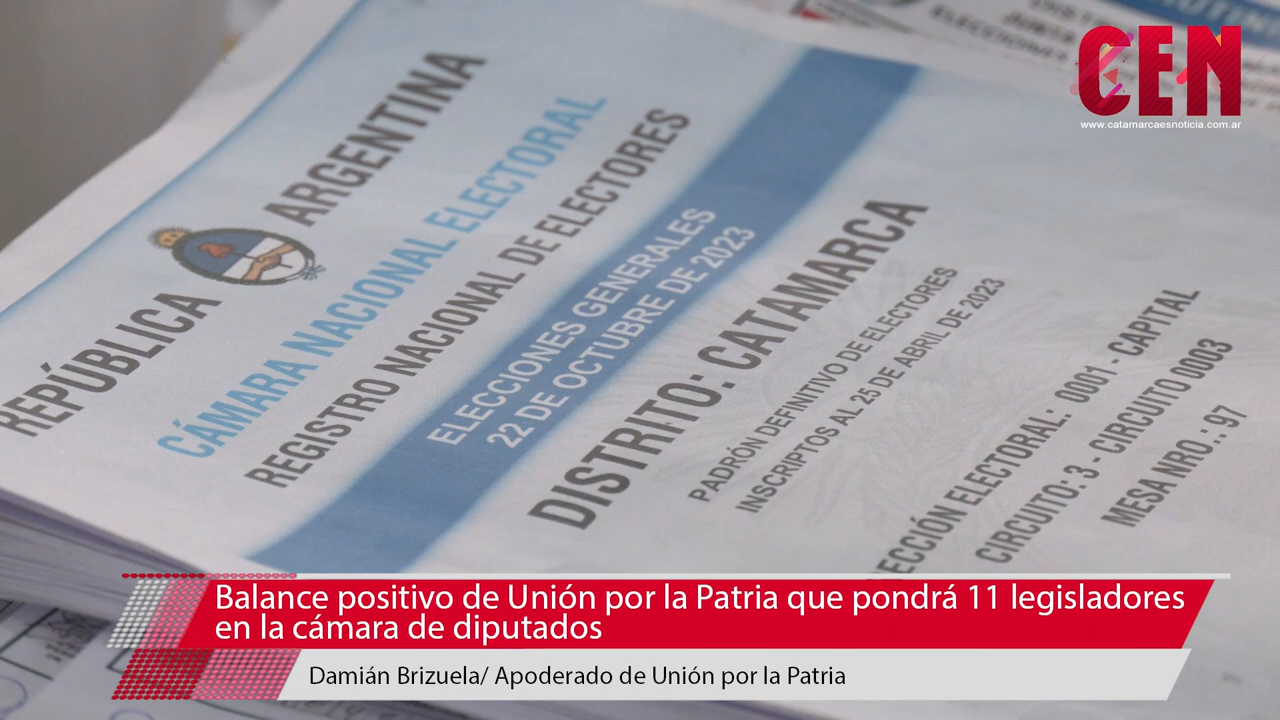 CEN
www.catamarcaesnoticia.com.ar
REPÚBLICA ARGENTINA
CÁMARA NACIONAL ELECTORAL
REGISTRO NACIONAL DE ELECTORES
ELECCIONES GENERALES
22 DE OCTUBRE DE 2023
DISTRITO: CATAMARCA
PADRÓN DEFINITIVO DE ELECTORES
INSCRIPTOS AL 25 DE ABRIL DE 2023
ECCIÓN ELECTORAL: 0001 - CAPITAL
CIRCUITO: 3 - CIRCUITO 0003
MESA NRO.: 97
Balance positivo de Unión por la Patria que pondrá 11 legisladores
en la cámara de diputados
Damián Brizuela/ Apoderado de Unión por la Patria